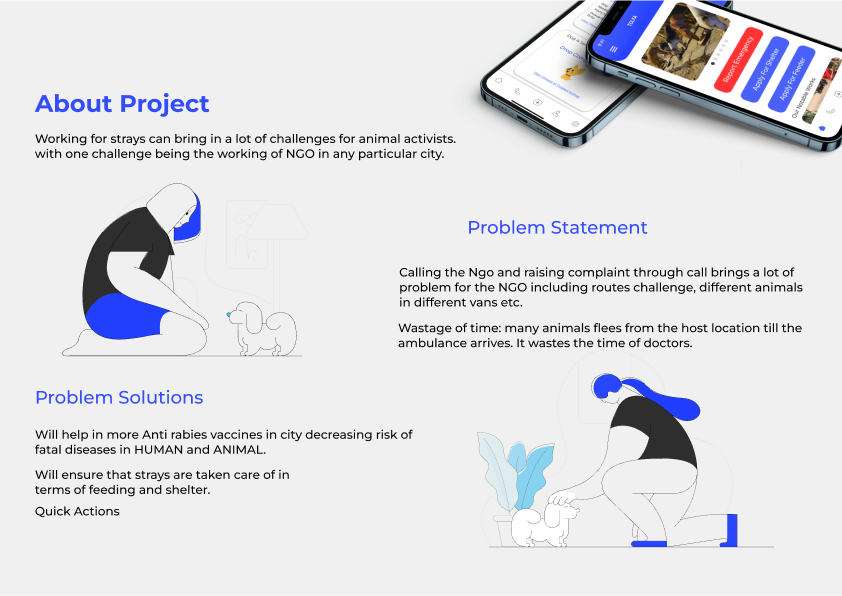 Report Emergency
Apply For Shelter
Apply For Feeder
Our Notable Works
About Project
Working for strays can bring in a lot of challenges for animal activists.
with one challenge being the working of NGO in any particular city.
Problem Statement
Calling the Ngo and raising complaint through call brings a lot of
problem for the NGO including routes challenge, different animals
in different vans etc.
Wastage of time: many animals flees from the host location till the
ambulance arrives. It wastes the time of doctors.
Problem Solutions
Will help in more Anti rabies vaccines in city decreasing risk of
fatal diseases in HUMAN and ANIMAL.
Will ensure that strays are taken care of in
terms of feeding and shelter.
Quick Actions